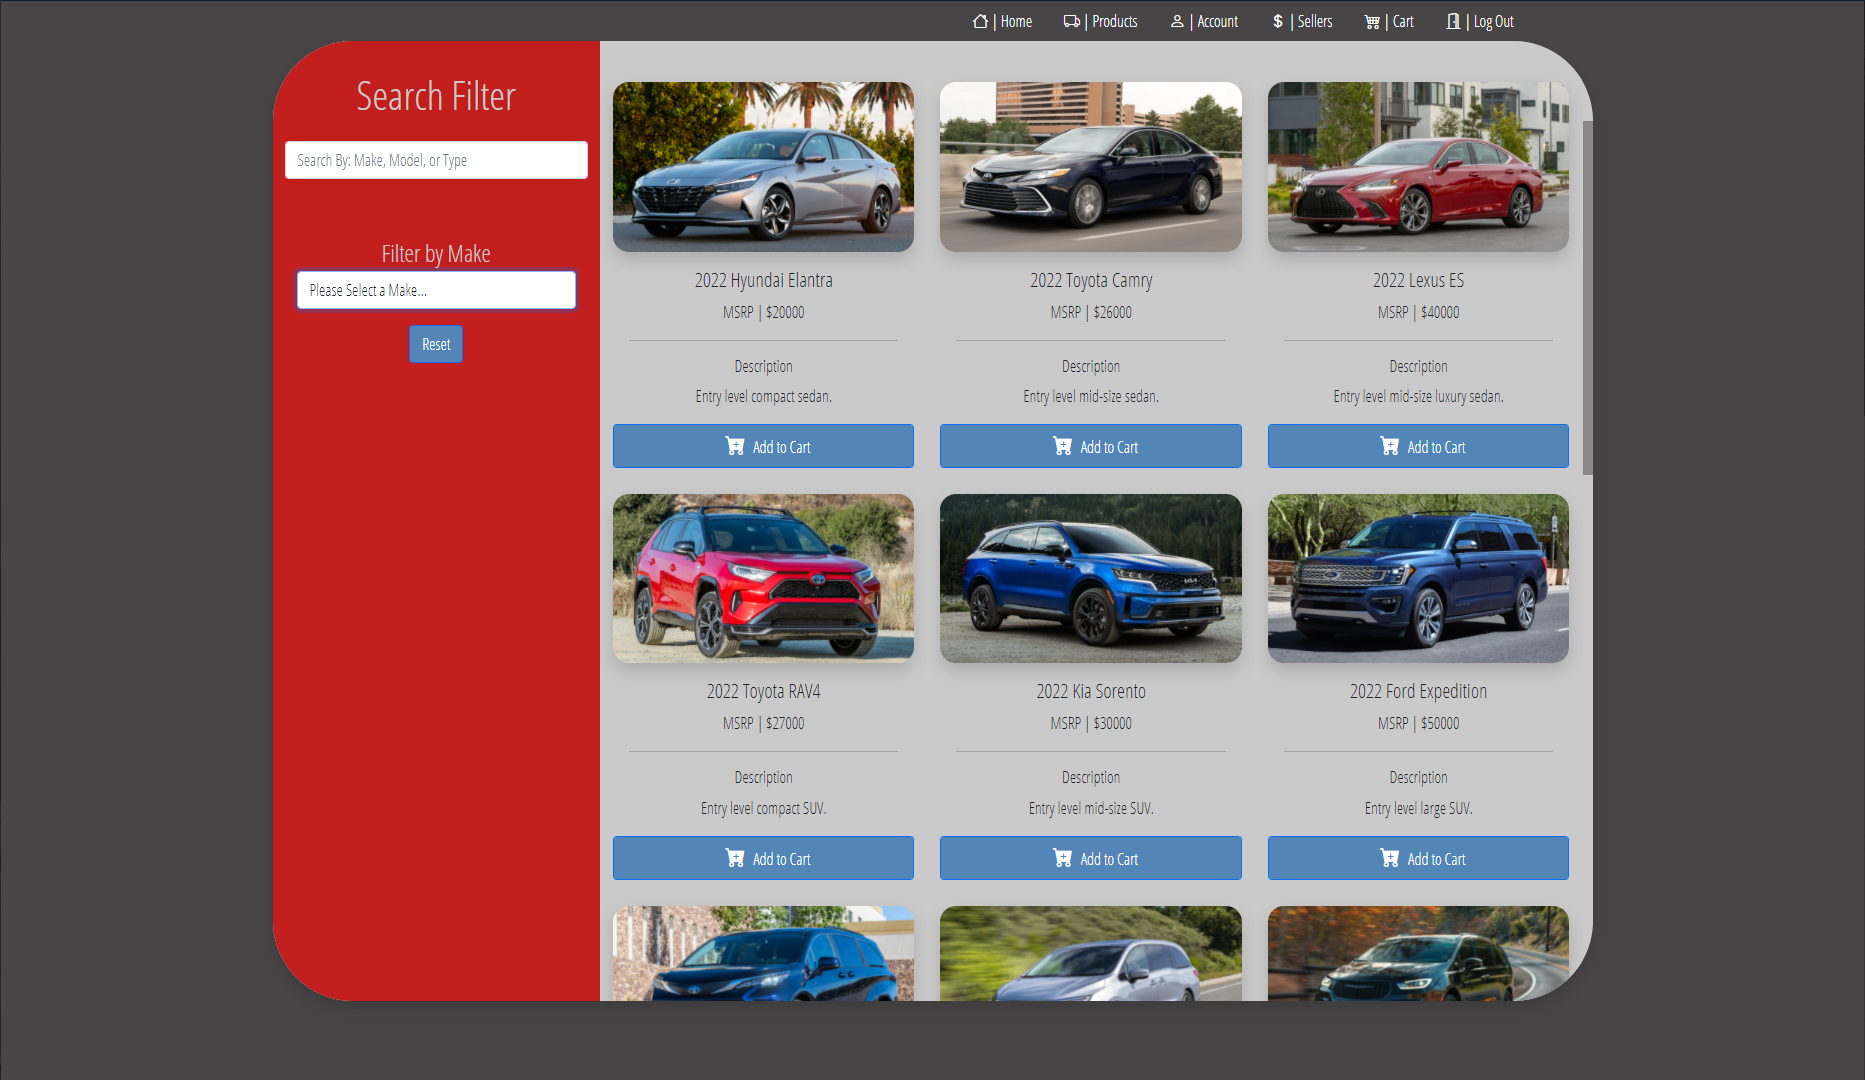 | Home | Products | Account | Sellers | Cart | Log Out
Search Filter
Search By: Make, Model, or Type
Filter by Make
Please Select a Make...
Reset
2022 Hyundai Elantra
MSRP | $20000
Description
Entry level compact sedan.
Add to Cart
2022 Toyota Camry
MSRP | $26000
Description
Entry level mid-size sedan.
Add to Cart
2022 Lexus ES
MSRP | $40000
Description
Entry level mid-size luxury sedan.
Add to Cart
2022 Toyota RAV4
MSRP | $27000
Description
Entry level compact SUV.
Add to Cart
2022 Kia Sorento
MSRP | $30000
Description
Entry level mid-size SUV.
Add to Cart
2022 Ford Expedition
MSRP | $50000
Description
Entry level large SUV.
Add to Cart